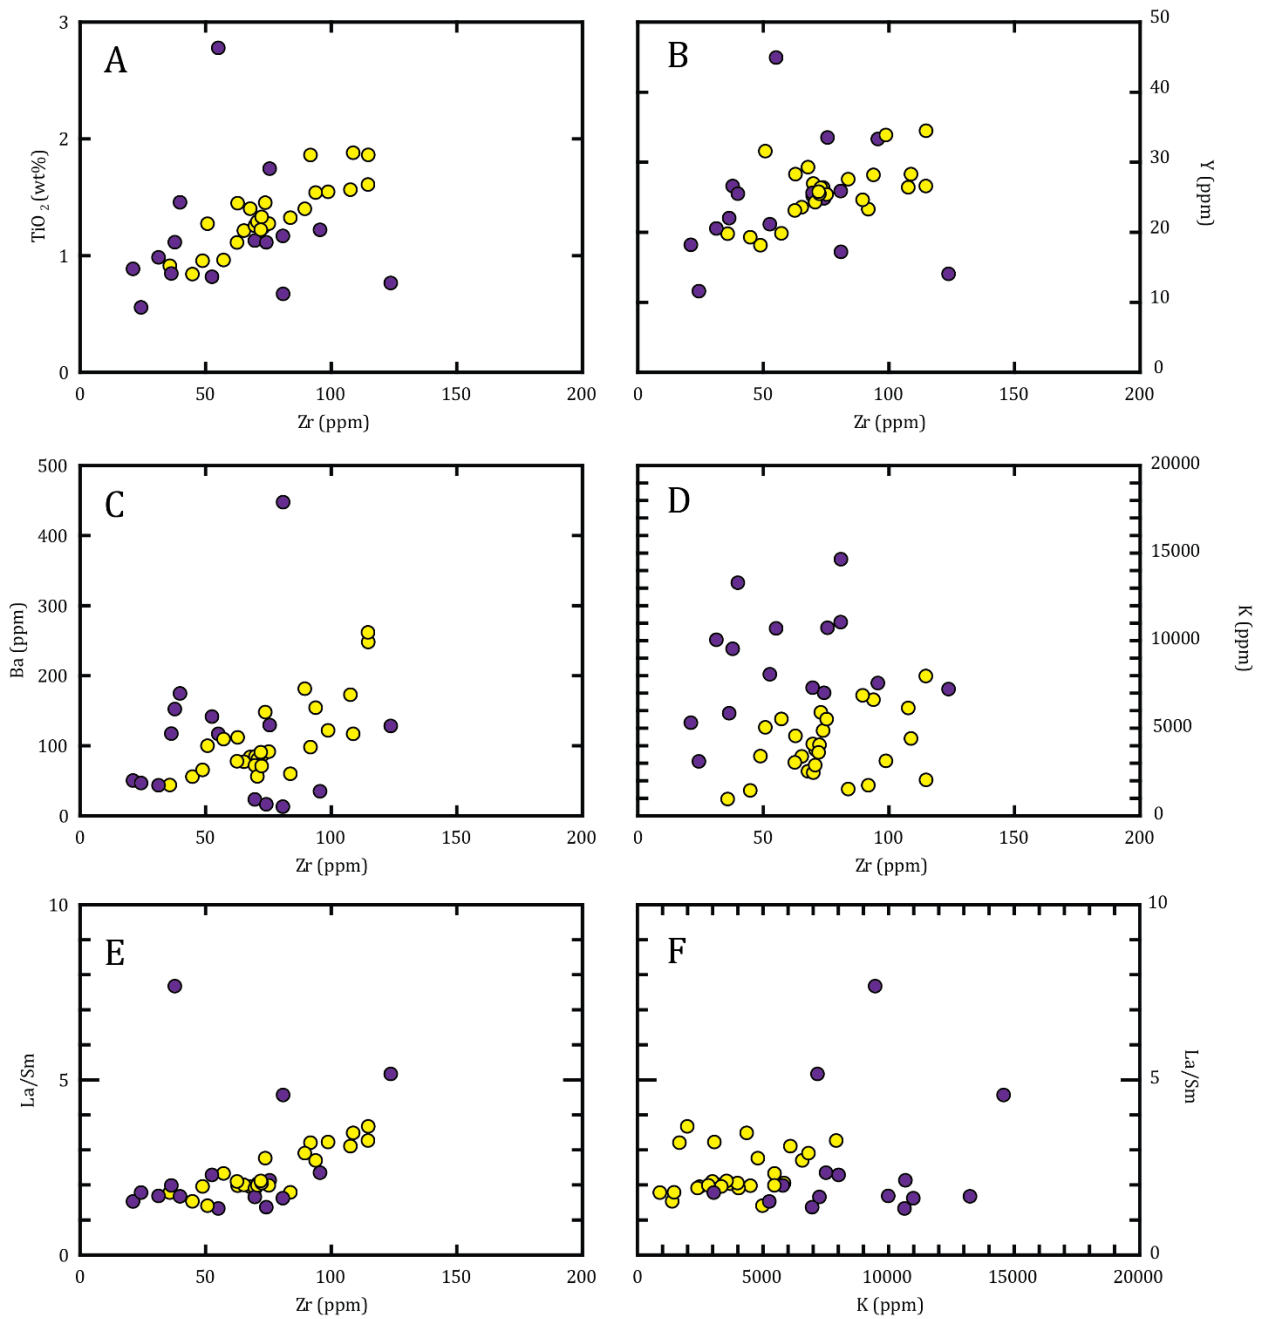 A
3
2
1
0
TiO 2 (wt%)
0 50 100 150 200
Zr (ppm)
B
50
40
30
20
10
0
Y (ppm)
0 50 100 150 200
Zr (ppm)
C
500
400
300
200
100
0
Ba (ppm)
0 50 100 150 200
Zr (ppm)
D
20000
15000
10000
5000
0
K (ppm)
0 50 100 150 200
Zr (ppm)
E
10
5
0
La/Sm
0 50 100 150 200
Zr (ppm)
F
10
5
0
La/Sm
0 5000 10000 15000 20000
K (ppm)